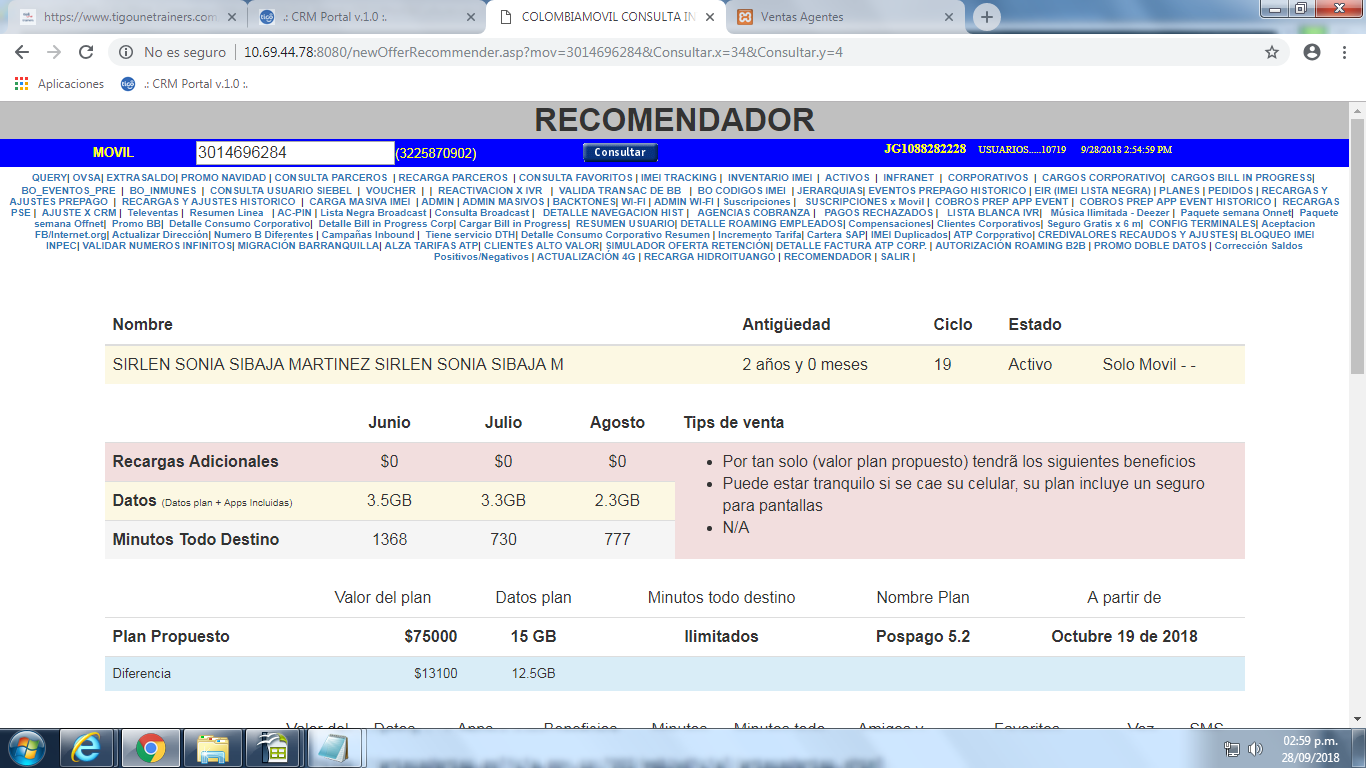 https://www.tigounetrainers.com
.: CRM Portal v.1.0 :.
COLOMBIAMOVIL CONSULTA IN
Ventas Agentes
No es seguro
10.69.44.78:8080/newOfferRecommender.asp?mov=3014696284&Consultar.x=34&Consultar.y=4
Aplicaciones
.: CRM Portal v.1.0 :.
RECOMENDADOR
MOVIL 3014696284 (3225870902) Consultar JG1088282228 USUARIOS.....10719 9/28/2018 2:54:59 PM
QUERY| OVSA| EXTRASALDO| PROMO NAVIDAD | CONSULTA PARCEROS | RECARGA PARCEROS | CONSULTA FAVORITOS | IMEI TRACKING | INVENTARIO IMEI | ACTIVOS | INFRANET | CORPORATIVOS | CARGOS CORPORATIVO| CARGOS BILL IN PROGRESS|
BO_EVENTOS_PRE | BO_INMUNES | CONSULTA USUARIO SIEBEL | VOUCHER | | REACTIVACION X IVR | VALIDA TRANSAC DE BB | BO CODIGOS IMEI | JERARQUIAS| EVENTOS PREPAGO HISTORICO | EIR (IMEI LISTA NEGRA) | PLANES | PEDIDOS | RECARGAS Y
AJUSTES PREPAGO | RECARGAS Y AJUSTES HISTORICO | CARGA MASIVA IMEI | ADMIN | ADMIN MASIVOS | BACKTONES| WI-FI | ADMIN WI-FI | Suscripciones | SUSCRIPCIONES x Movil | COBROS PREP APP EVENT | COBROS PREP APP EVENT HISTORICO | RECARGAS
PSE | AJUSTE X CRM | Televentas | Resumen Linea | AC-PIN | Lista Negra Broadcast | Consulta Broadcast | DETALLE NAVEGACION HIST | AGENCIAS COBRANZA | PAGOS RECHAZADOS | LISTA BLANCA IVR| Música Ilimitada - Deezer | Paquete semana Onnet| Paquete
semana Offnet| Promo BB| Detalle Consumo Corporativo| Detalle Bill in Progress Corp| Cargar Bill in Progress| RESUMEN USUARIO| DETALLE ROAMING EMPLEADOS| Compensaciones| Clientes Corporativos| Seguro Gratis x 6 m| CONFIG TERMINALES| Aceptacion
FB/Internet.org| Actualizar Dirección| Numero B Diferentes | Campañas Inbound | Tiene servicio DTH| Detalle Consumo Corporativo Resumen | Incremento Tarifa| Cartera SAP| IMEI Duplicados| ATP Corporativo| CREDIVALORES RECAUDOS Y AJUSTES| BLOQUEO IMEI
INPEC| VALIDAR NUMEROS INFINITOS| MIGRACIÓN BARRANQUILLA| ALZA TARIFAS ATP| CLIENTES ALTO VALOR| SIMULADOR OFERTA RETENCIÓN| DETALLE FACTURA ATP CORP. | AUTORIZACIÓN ROAMING B2B | PROMO DOBLE DATOS | Corrección Saldos
Positivos/Negativos | ACTUALIZACIÓN 4G | RECARGA HIDROITUANGO | RECOMENDADOR | SALIR |
Nombre Antigüedad Ciclo Estado
SIRLEN SONIA SIBAJA MARTINEZ SIRLEN SONIA SIBAJA M 2 años y 0 meses 19 Activo Solo Movil - -
Junio Julio Agosto Tips de venta
Recargas Adicionales $0 $0 $0
Datos (Datos plan + Apps Incluidas) 3.5GB 3.3GB 2.3GB
Minutos Todo Destino 1368 730 777
• Por tan solo (valor plan propuesto) tendrã los siguientes beneficios
• Puede estar tranquilo si se cae su celular, su plan incluye un seguro
para pantallas
• N/A
Valor del plan Datos plan Minutos todo destino Nombre Plan A partir de
Plan Propuesto $75000 15 GB Ilimitados Pospago 5.2 Octubre 19 de 2018
Diferencia $13100 12.5GB
Valor del Datos Apps Beneficios Minutos Minutos todo Amigos y Favoritos Voz SMS
02:59 p.m.
28/09/2018